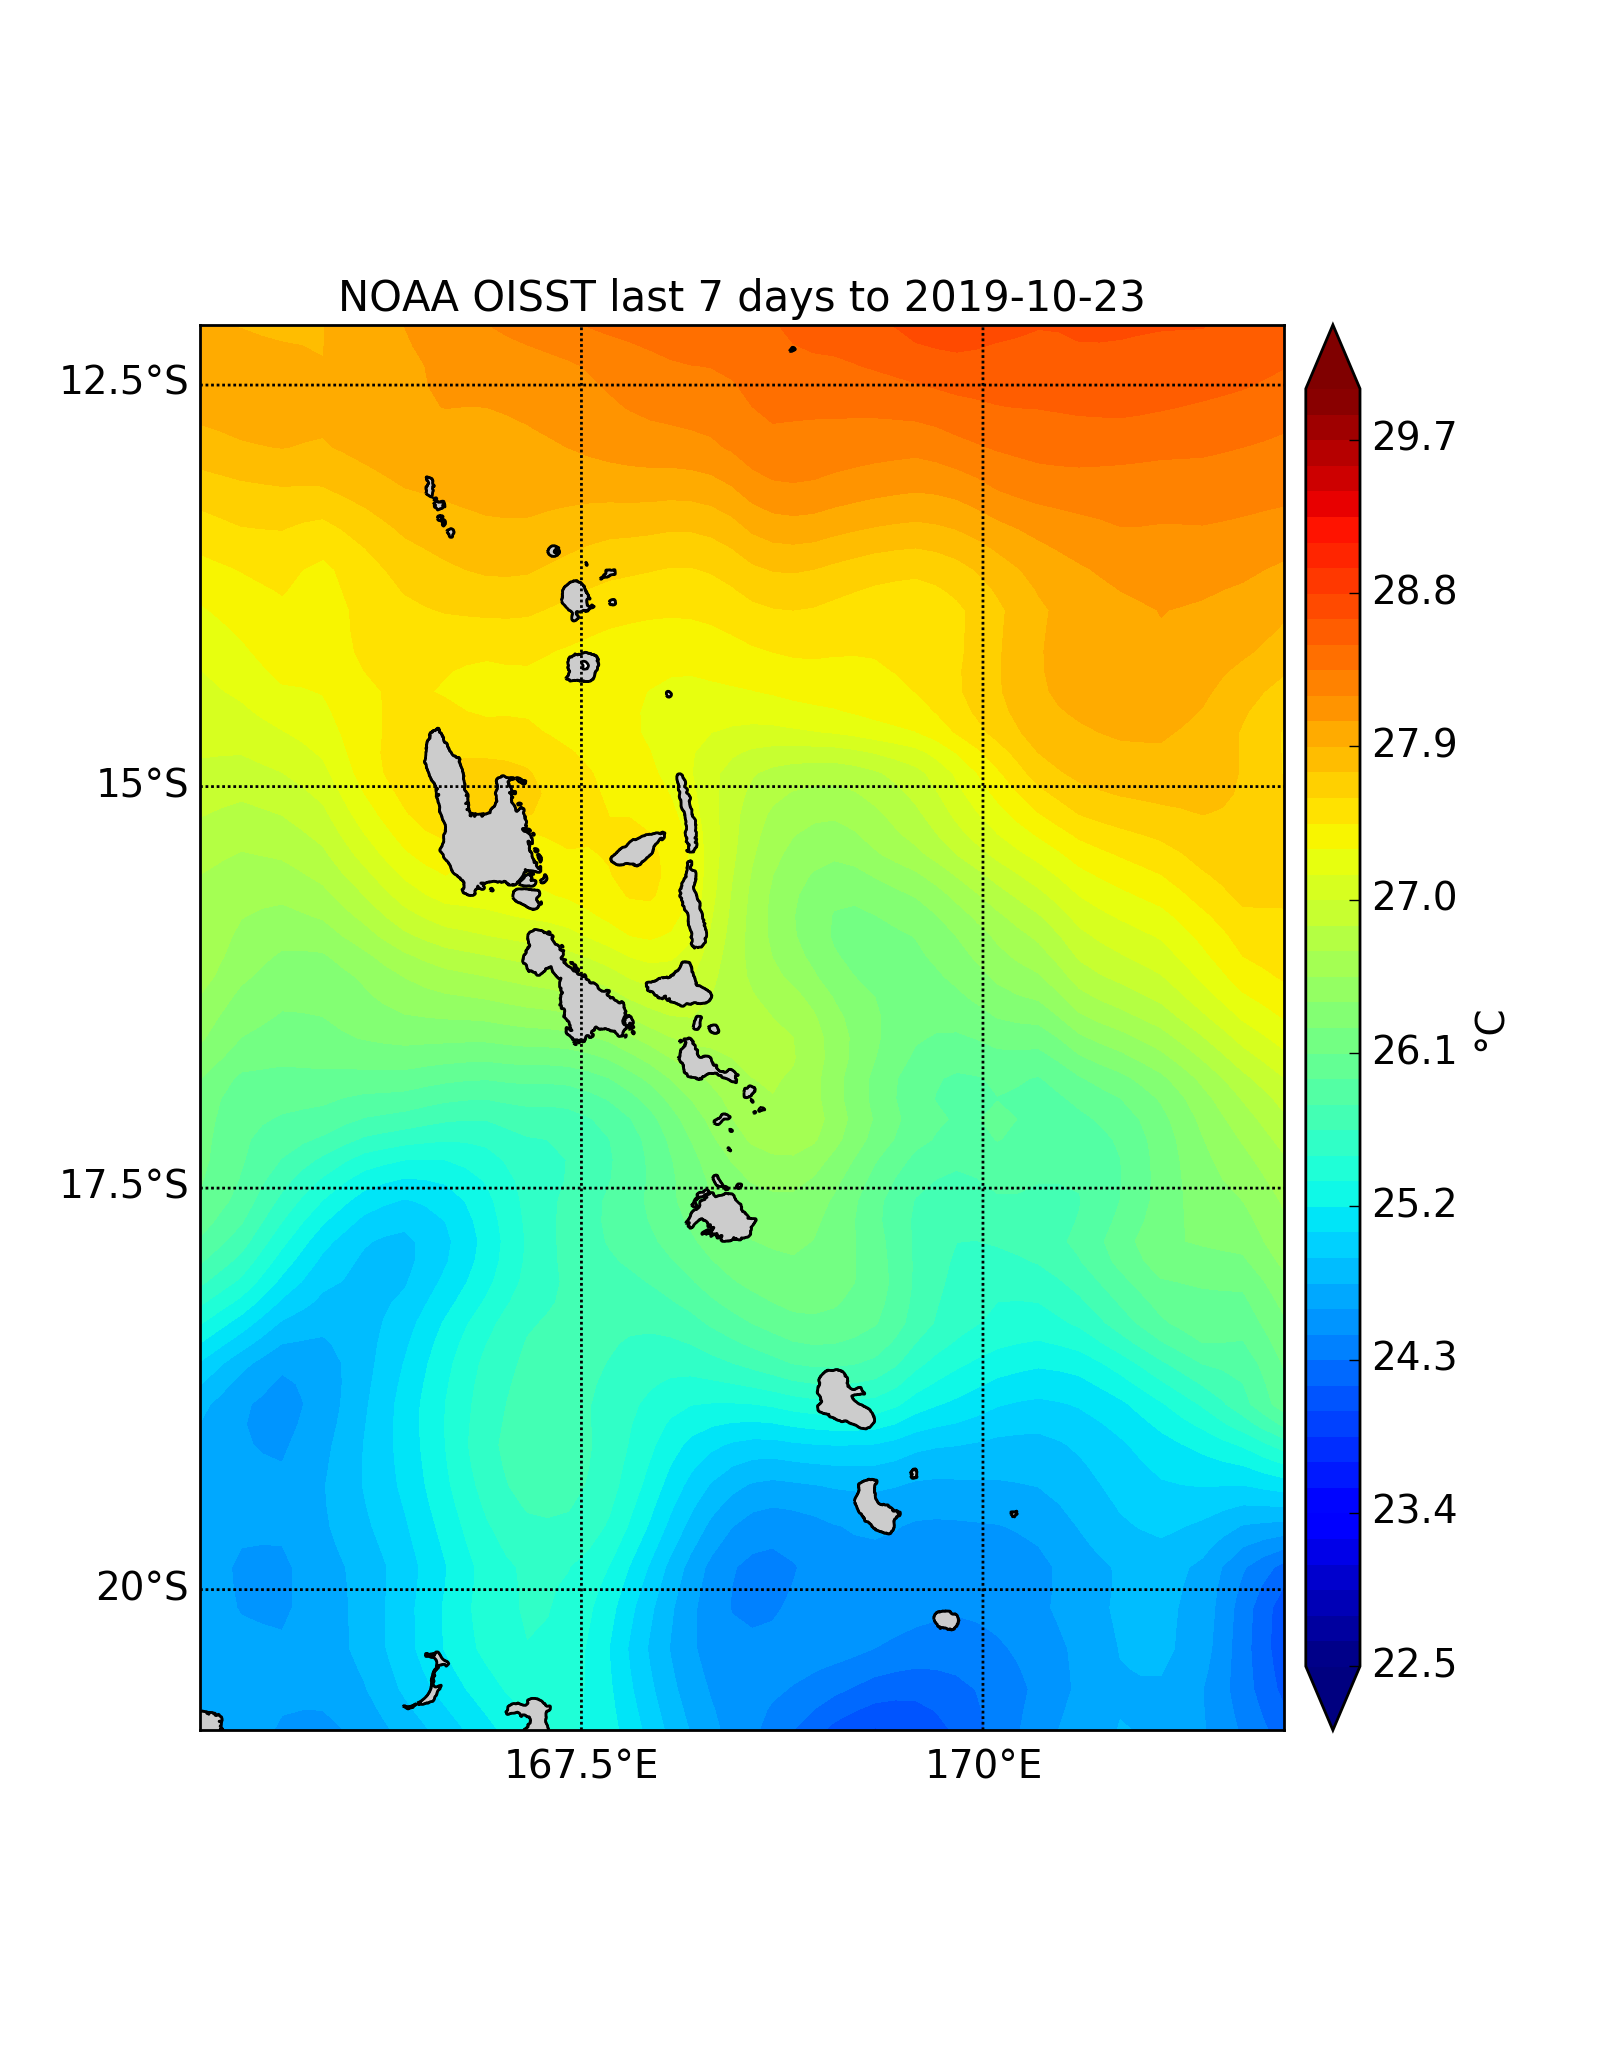 NOAA OISST last 7 days to 2019-10-23
12.5°S
15°S
17.5°S
20°S
167.5°E
170°E
29.7
28.8
27.9
27.0
26.1
25.2
24.3
23.4
22.5
°C